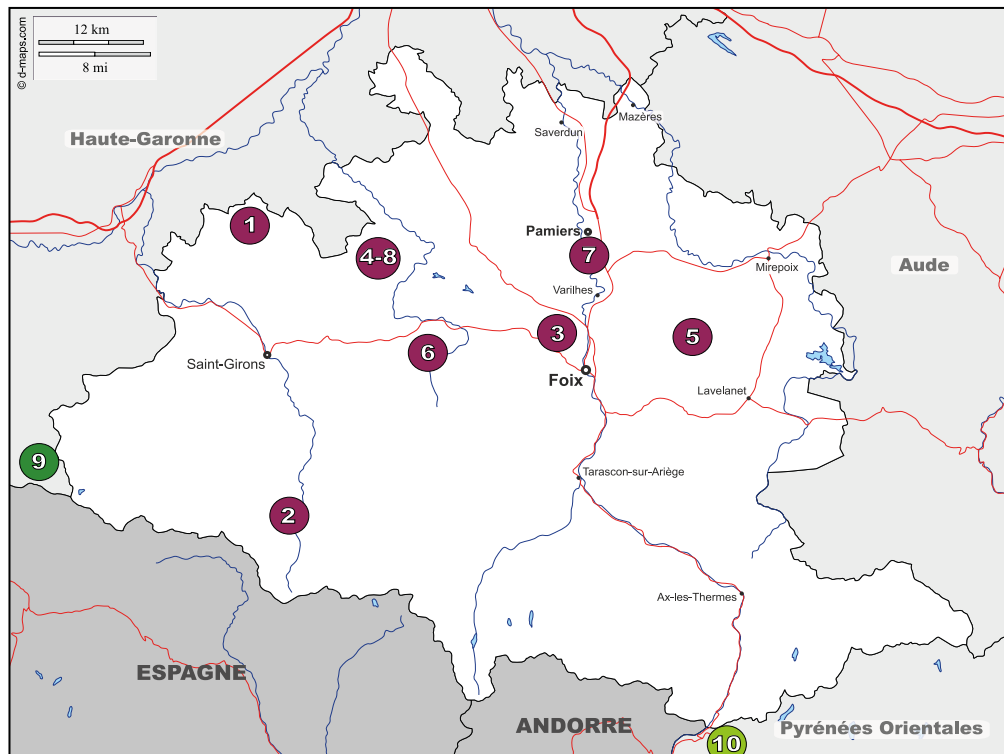 © d-maps.com
12 km
8 mi
Haute-Garonne
Saverdun
Mazères
1
Pamiers
4-8
7
Mirepoix
Aude
Varilhes
3
5
6
Saint-Girons
Foix
Lavelanet
9
Tarascon-sur-Ariège
2
Ax-les-Thermes
ESPAGNE
ANDORRE
Pyrénées Orientales
10